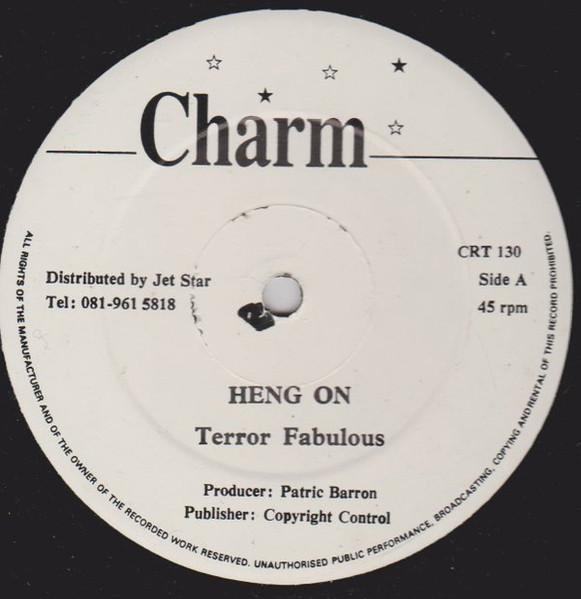 Charm
CRT 130
Distributed by Jet Star
Side A
Tel: 081-961 5818
45 rpm
HENG ON
Terror Fabulous
Producer: Patric Barron
Publisher: Copyright Control
ALL RIGHTS OF THE MANUFACTURER AND OF THE OWNER OF THE RECORDED WORK RESERVED. UNAUTHORISED PUBLIC PERFORMANCE, BROADCASTING, COPYING AND RENTAL OF THIS RECORD PROHIBITED.